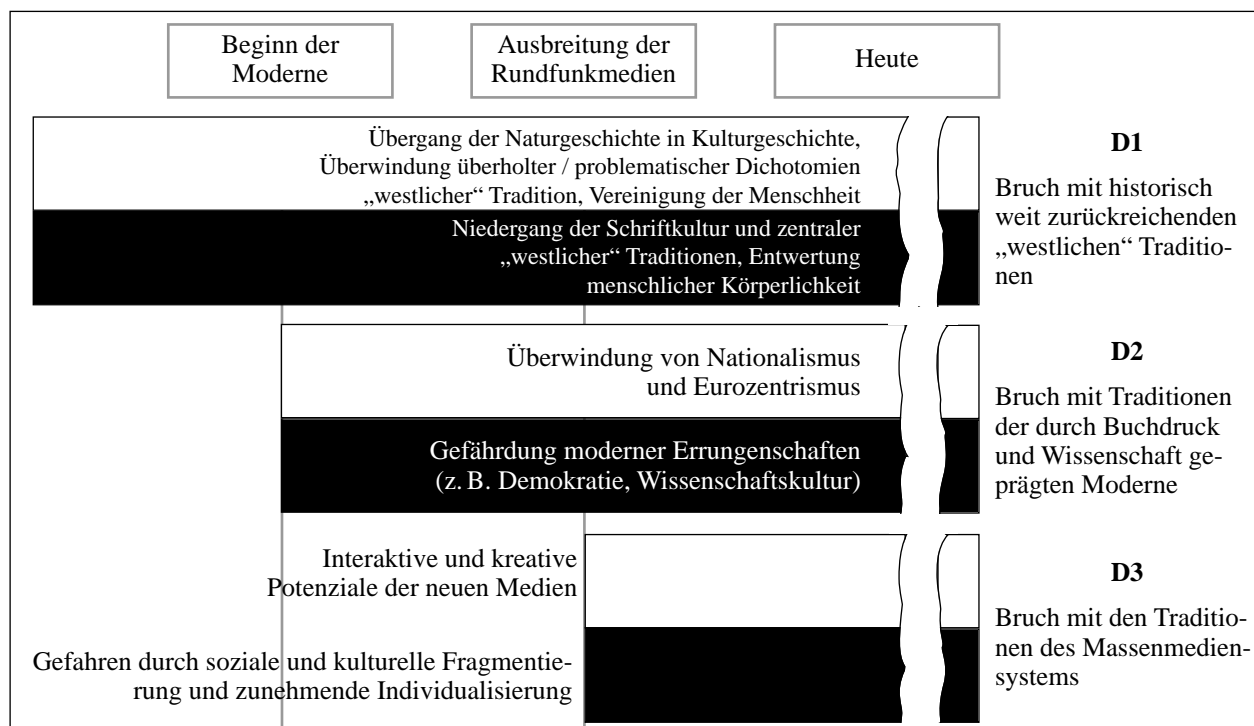 Beginn der
Moderne
Ausbreitung der
Rundfunkmedien
Heute
Übergang der Naturgeschichte in Kulturgeschichte,
Überwindung überholter / problematischer Dichotomien
„westlicher“ Tradition, Vereinigung der Menschheit
Niedergang der Schriftkultur und zentraler
„westlicher“ Traditionen, Entwertung
menschlicher Körperlichkeit
D1
Bruch mit historisch
weit zurückreichenden
„westlichen“ Traditio-
nen
Überwindung von Nationalismus
und Eurozentrismus
Gefährdung moderner Errungenschaften
(z. B. Demokratie, Wissenschaftskultur)
D2
Bruch mit Traditionen
der durch Buchdruck
und Wissenschaft ge-
prägten Moderne
Interaktive und kreative
Potenziale der neuen Medien
Gefahren durch soziale und kulturelle Fragmentie-
rung und zunehmende Individualisierung
D3
Bruch mit den Traditio-
nen des Massenmedien-
systems